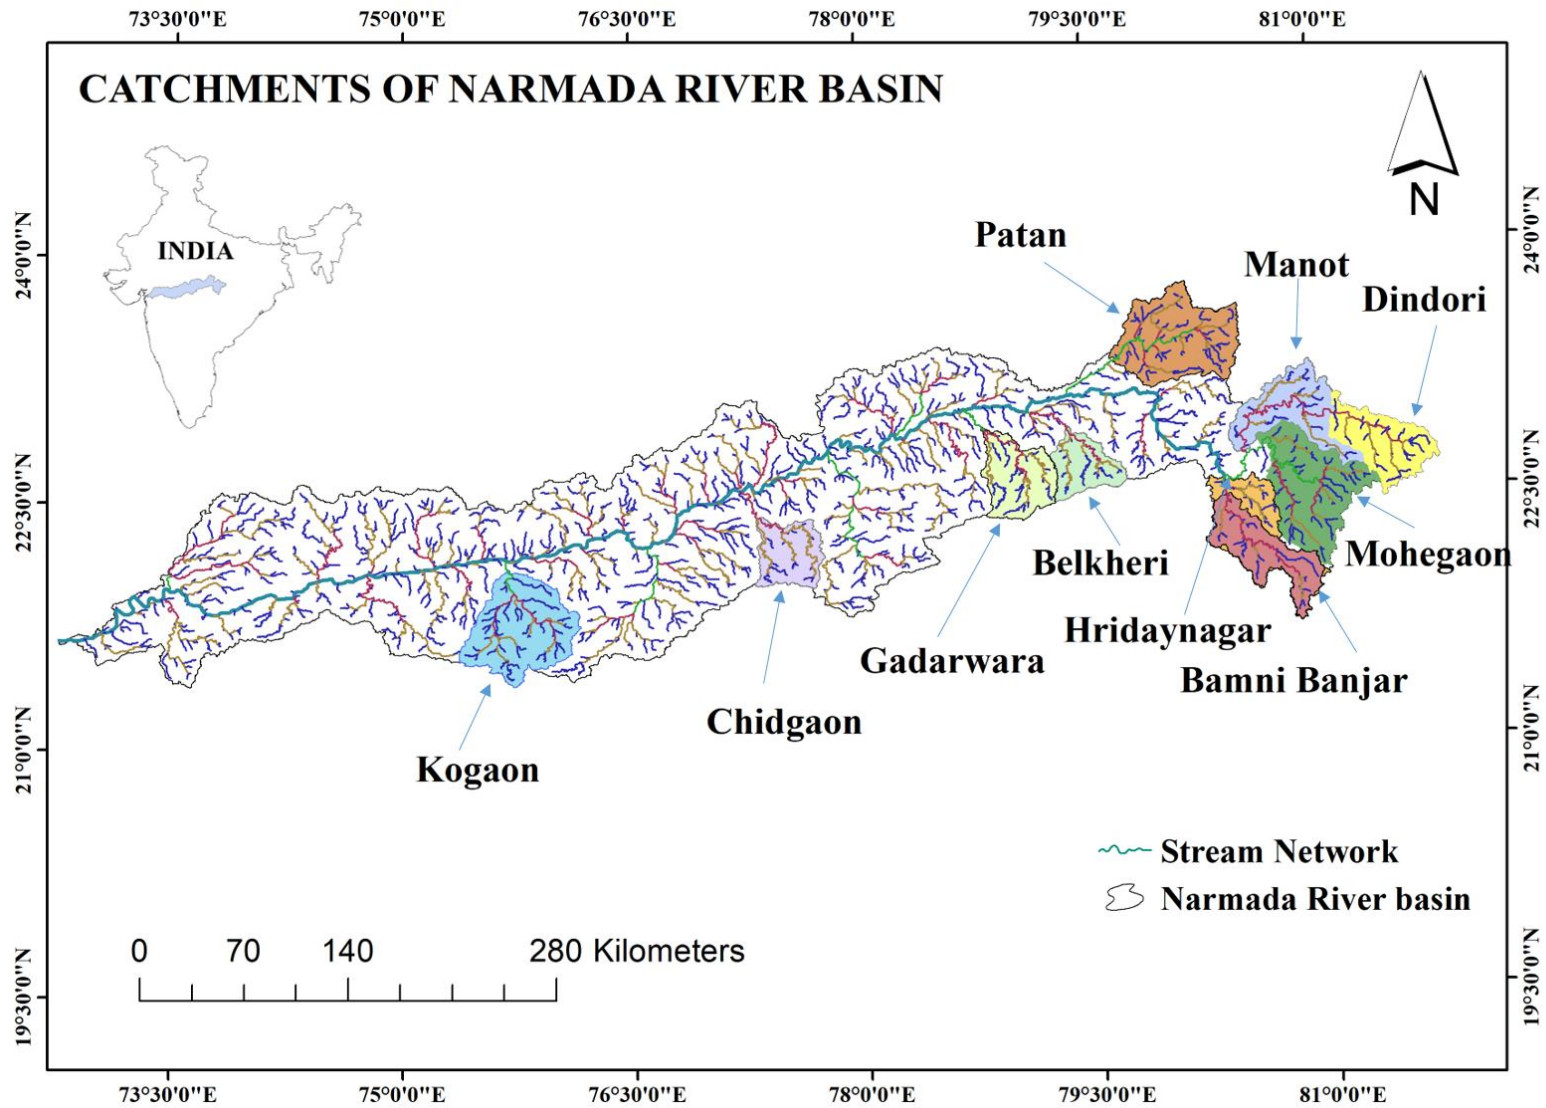 73°30'0"E 75°0'0"E 76°30'0"E 78°0'0"E 79°30'0"E 81°0'0"E
CATCHMENTS OF NARMADA RIVER BASIN
N
INDIA
24°0'0"N
24°0'0"N
Patan
Manot
Dindori
22°30'0"N
22°30'0"N
Belkheri
Mohegaon
Hridaynagar
Gadarwara
Bamni Banjar
Chidgaon
Kogaon
21°0'0"N
21°0'0"N
Stream Network
Narmada River basin
0 70 140 280 Kilometers
19°30'0"N
19°30'0"N
73°30'0"E 75°0'0"E 76°30'0"E 78°0'0"E 79°30'0"E 81°0'0"E